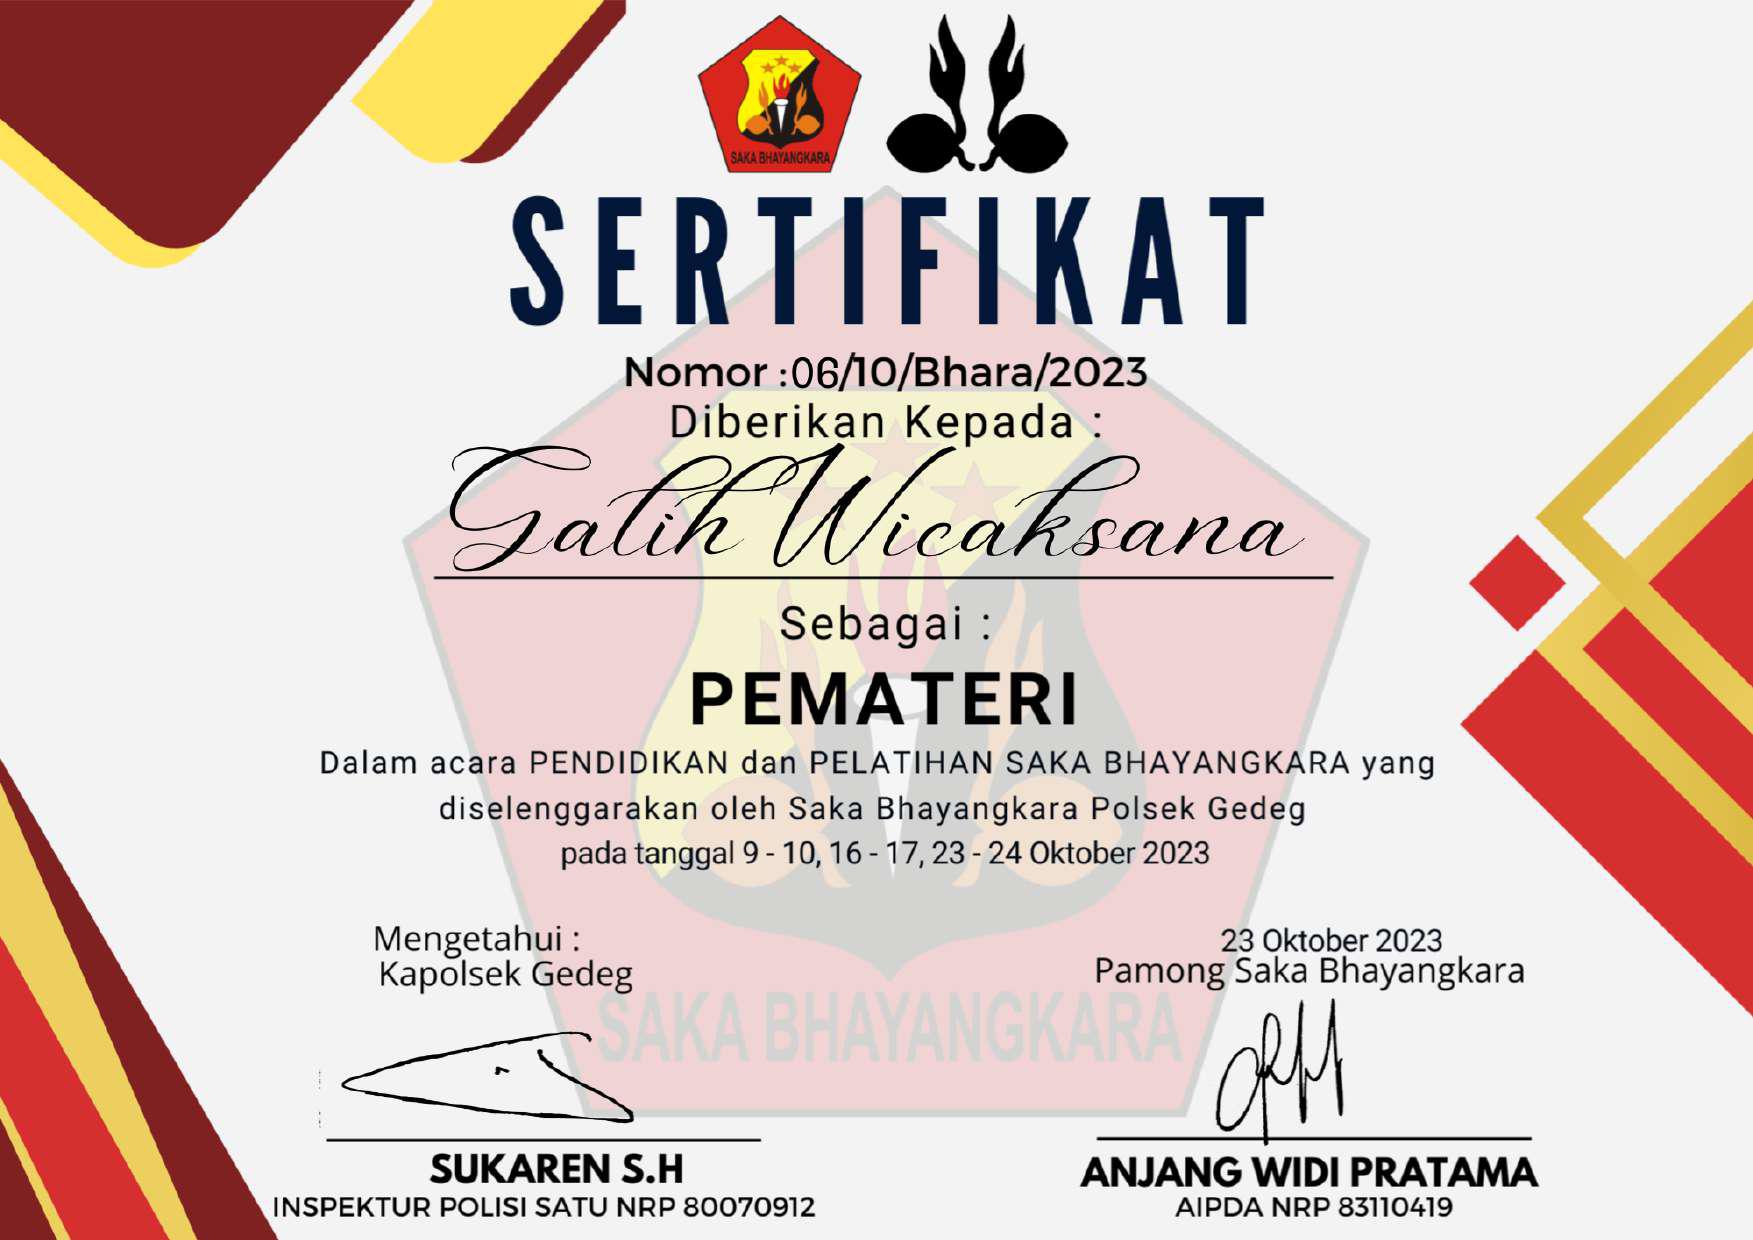 SAKA BHAYANGKARA
SERTIFIKAT
Nomor :06/10/Bhara/2023
Diberikan Kepada :
Galih Wicaksana
Sebagai :
PEMATERI
Dalam acara PENDIDIKAN dan PELATIHAN SAKA BHAYANGKARA yang
diselenggarakan oleh Saka Bhayangkara Polsek Gedeg
pada tanggal 9 - 10, 16 - 17, 23 - 24 Oktober 2023
Mengetahui :
Kapolsek Gedeg
23 Oktober 2023
Pamong Saka Bhayangkara
SAKA BHAYANGKARA
SUKAREN S.H
INSPEKTUR POLISI SATU NRP 80070912
ANJANG WIDI PRATAMA
AIPDA NRP 83110419